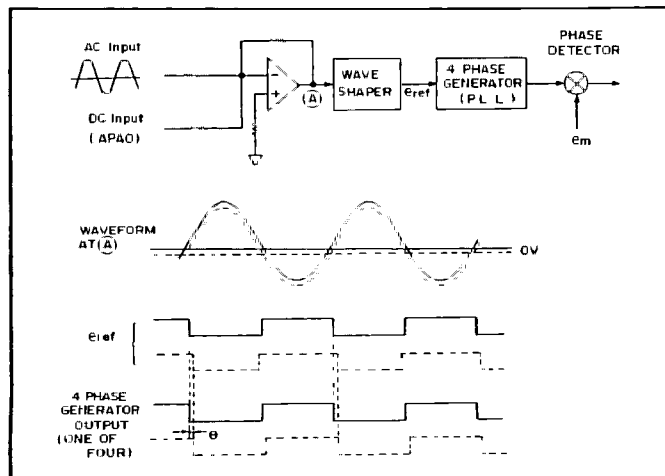 AC Input
DC Input
(APAO)
−
+
(A)
WAVE
SHAPER
eref
4 PHASE
GENERATOR
(PLL)
PHASE
DETECTOR
em
WAVEFORM
AT (A)
0V
eref
4 PHASE
GENERATOR
OUTPUT
(ONE OF
FOUR)
θ